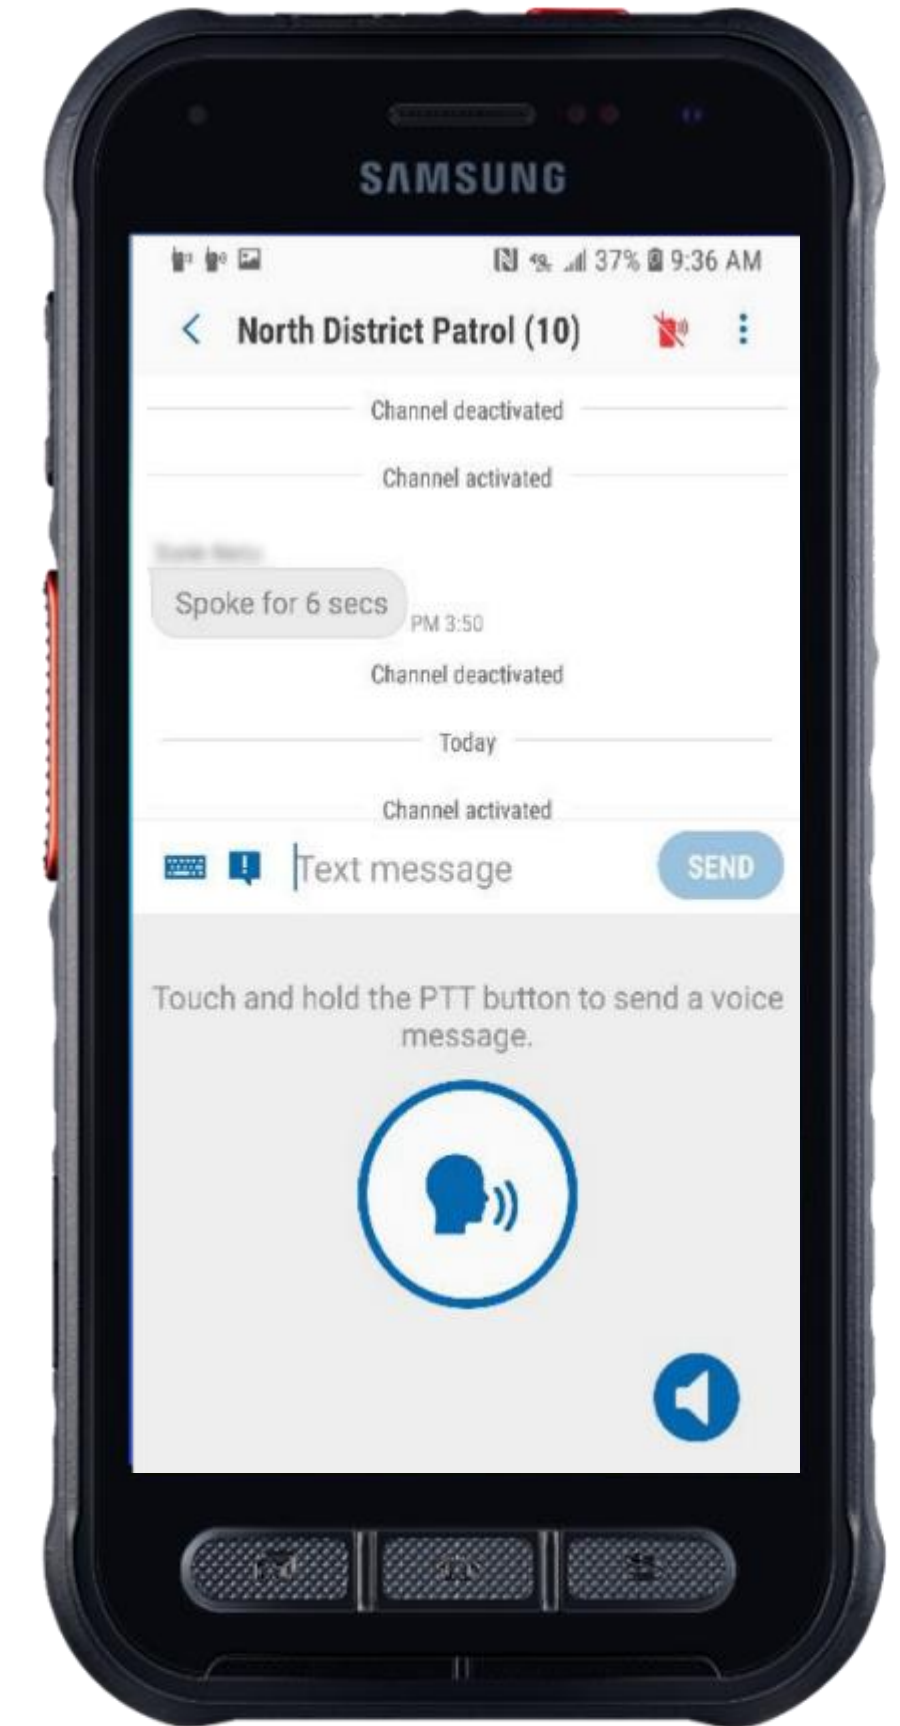 SAMSUNG
37% 9:36 AM
North District Patrol (10)
Channel deactivated
Channel activated
Spoke for 6 secs
PM 3:50
Channel deactivated
Today
Channel activated
Text message
SEND
Touch and hold the PTT button to send a voice
message.